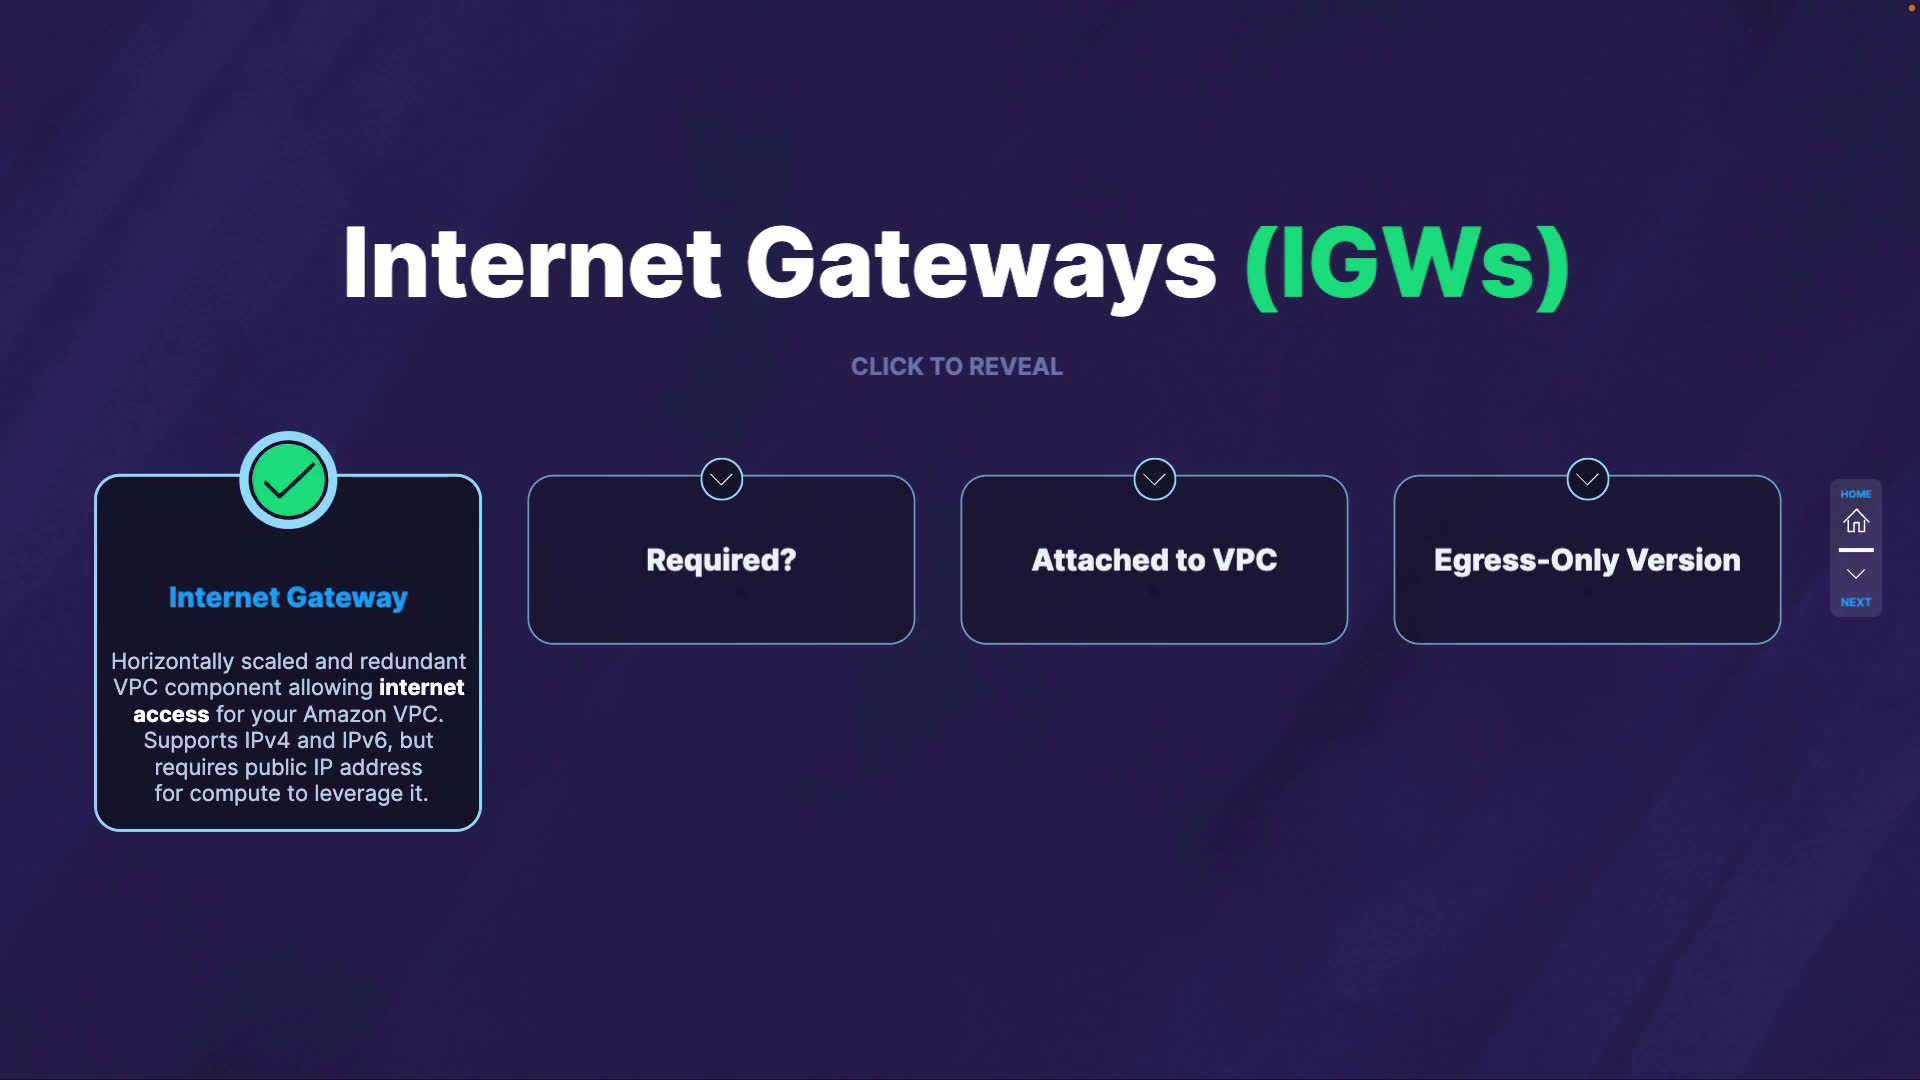 Internet Gateways (IGWs)
CLICK TO REVEAL
Internet Gateway
Horizontally scaled and redundant
VPC component allowing internet
access for your Amazon VPC.
Supports IPv4 and IPv6, but
requires public IP address
for compute to leverage it.
Required?
Attached to VPC
Egress-Only Version
HOME
NEXT